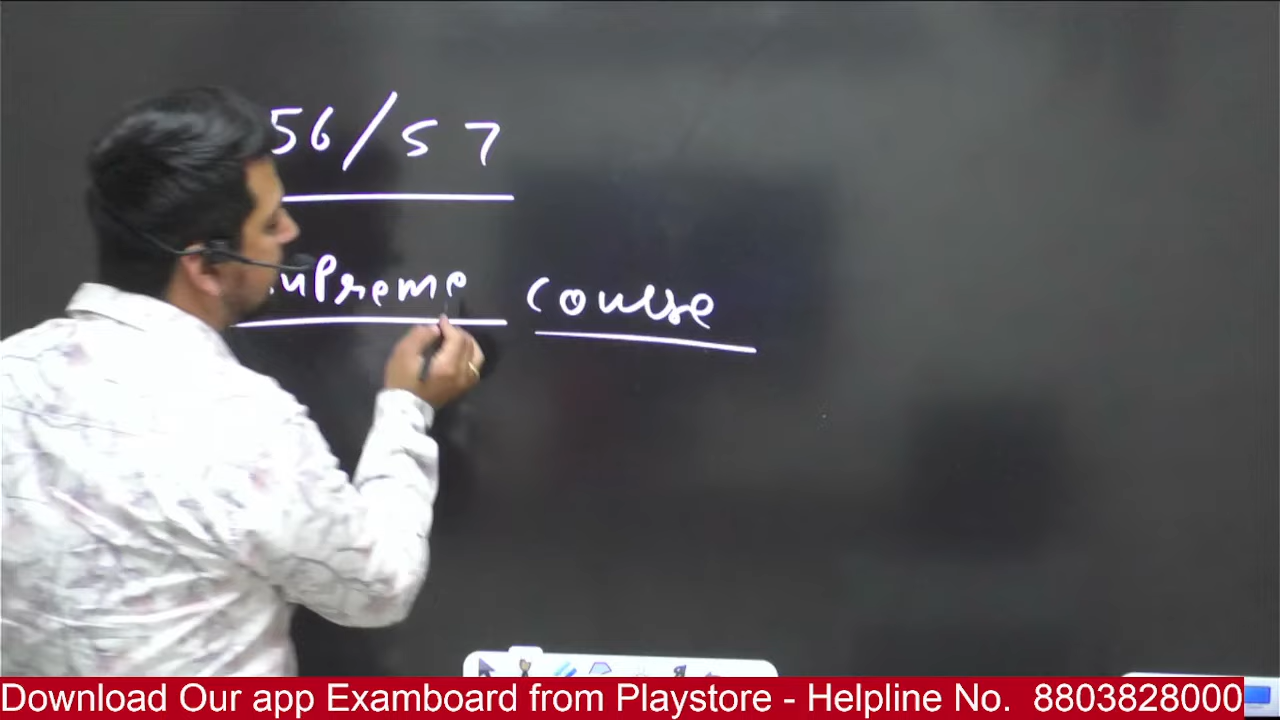 56/57
upreme course
Download Our app Examboard from Playstore - Helpline No. 8803828000